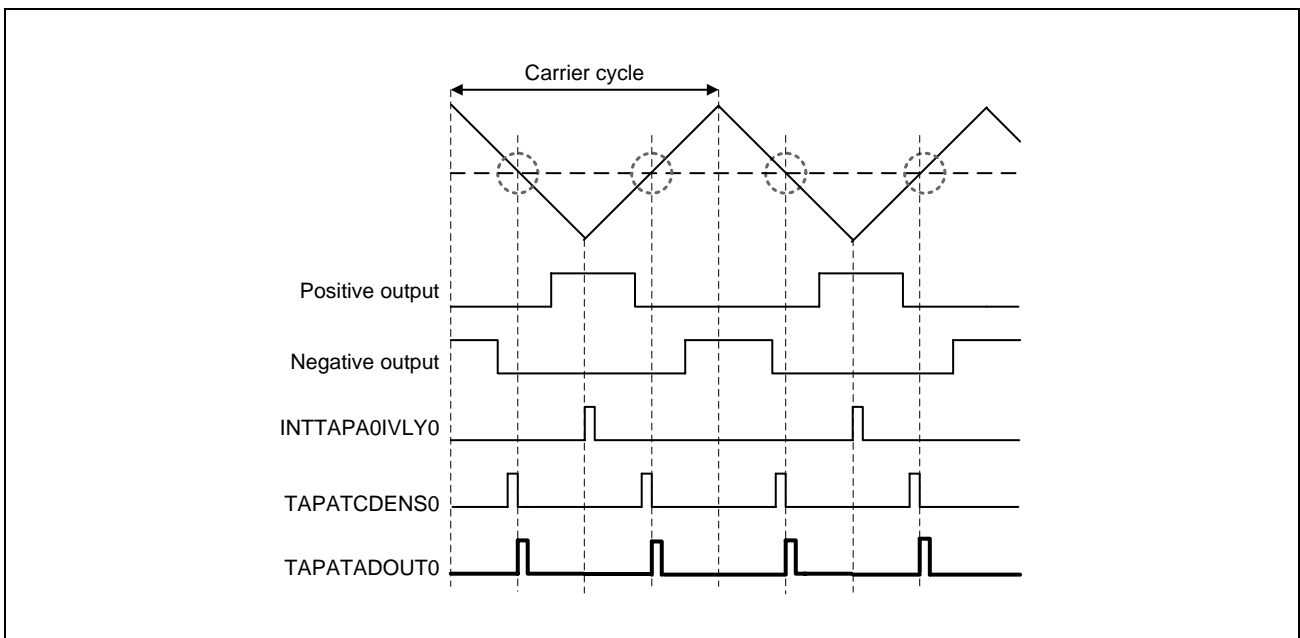 Carrier cycle
Positive output
Negative output
INTTAPA0IVLY0
TAPATCDENS0
TAPATADOUT0